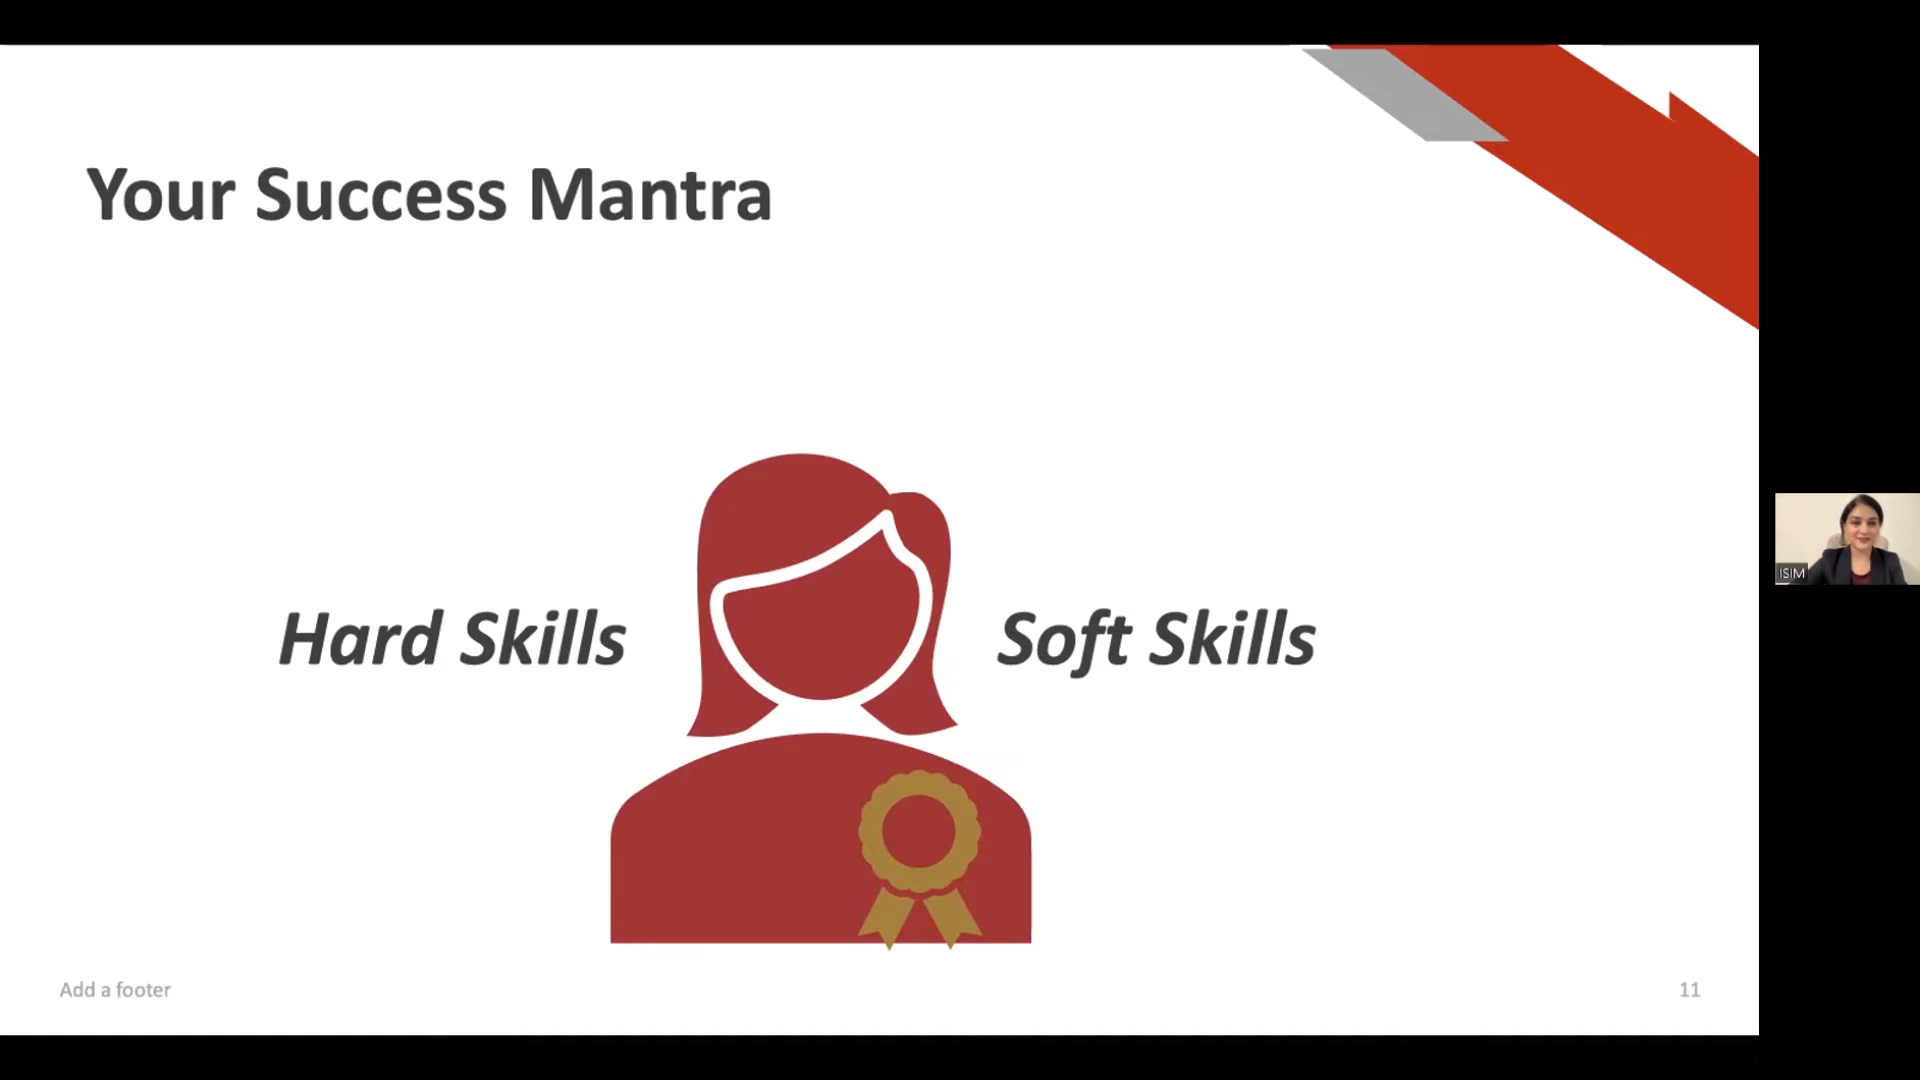 Your Success Mantra
Hard Skills
Soft Skills
ISIM
Add a footer
11